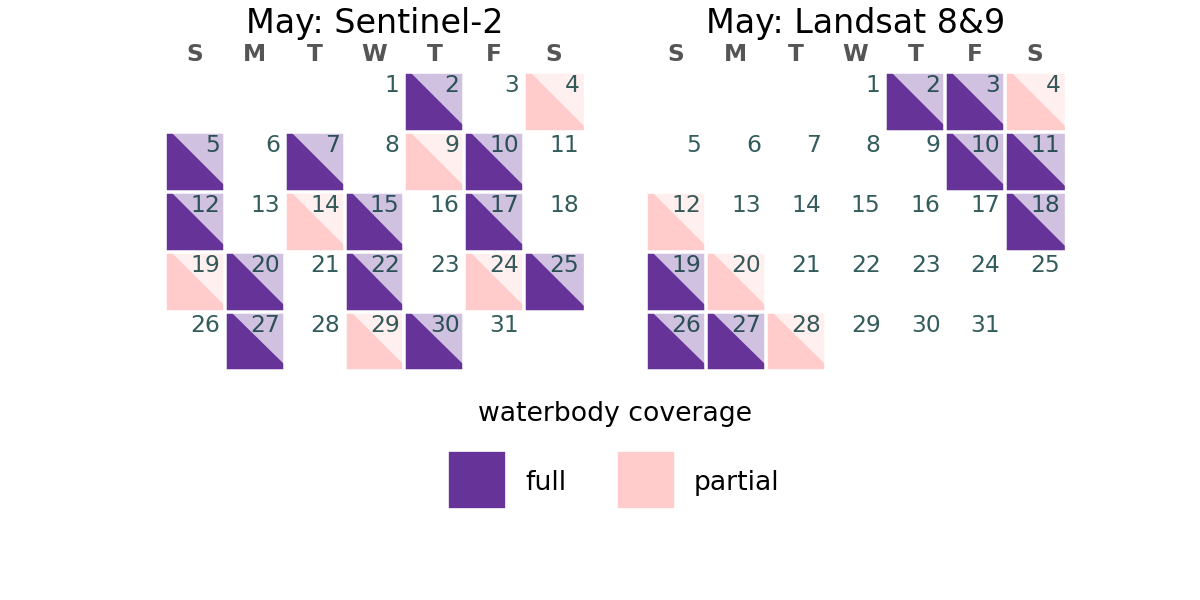 May: Sentinel-2
S M T W T F S
1 2 3 4
5 6 7 8 9 10 11
12 13 14 15 16 17 18
19 20 21 22 23 24 25
26 27 28 29 30 31
May: Landsat 8&9
S M T W T F S
1 2 3 4
5 6 7 8 9 10 11
12 13 14 15 16 17 18
19 20 21 22 23 24 25
26 27 28 29 30 31
waterbody coverage
full partial